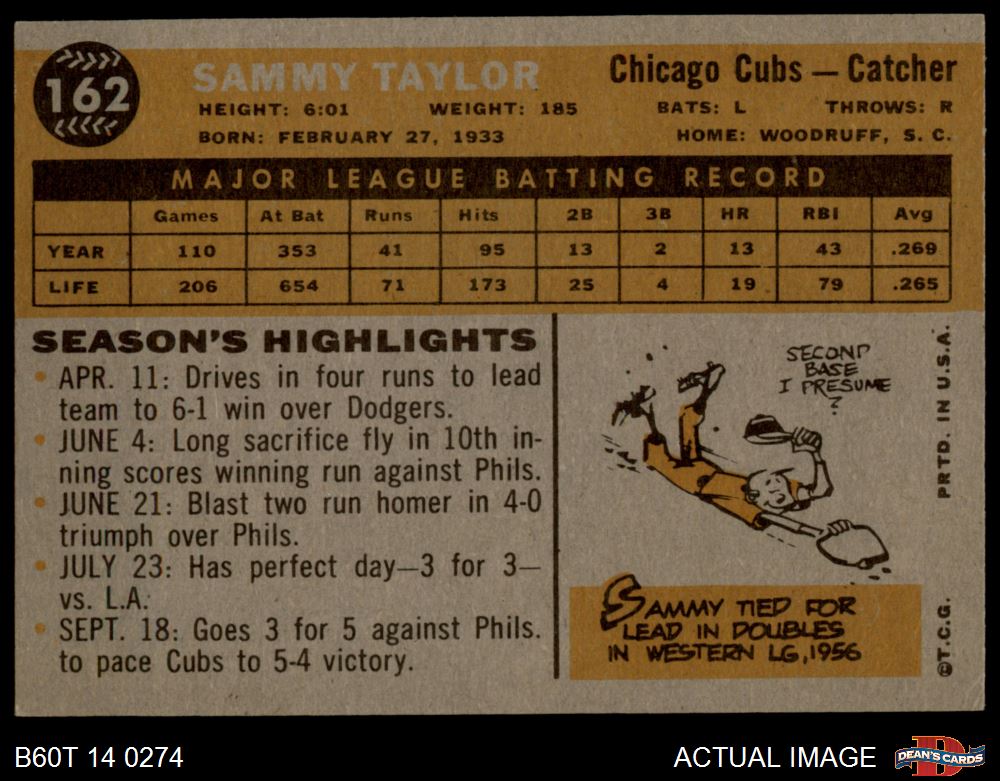 162
SAMMY TAYLOR
Chicago Cubs — Catcher
HEIGHT: 6:01 WEIGHT: 185 BATS: L THROWS: R
BORN: FEBRUARY 27, 1933 HOME: WOODRUFF, S. C.
MAJOR LEAGUE BATTING RECORD
Games At Bat Runs Hits 2B 3B HR RBI Avg
YEAR 110 353 41 95 13 2 13 43 .269
LIFE 206 654 71 173 25 4 19 79 .265
SEASON'S HIGHLIGHTS
• APR. 11: Drives in four runs to lead
team to 6-1 win over Dodgers.
• JUNE 4: Long sacrifice fly in 10th in-
ning scores winning run against Phils.
• JUNE 21: Blast two run homer in 4-0
triumph over Phils.
• JULY 23: Has perfect day—3 for 3—
vs. L.A.
• SEPT. 18: Goes 3 for 5 against Phils.
to pace Cubs to 5-4 victory.
SECOND
BASE
I PRESUME
?
SAMMY TIED FOR
LEAD IN DOUBLES
IN WESTERN LG, 1956
©T.C.G. PRTD. IN U.S.A.
B60T 14 0274
ACTUAL IMAGE
D
DEAN'S CARDS